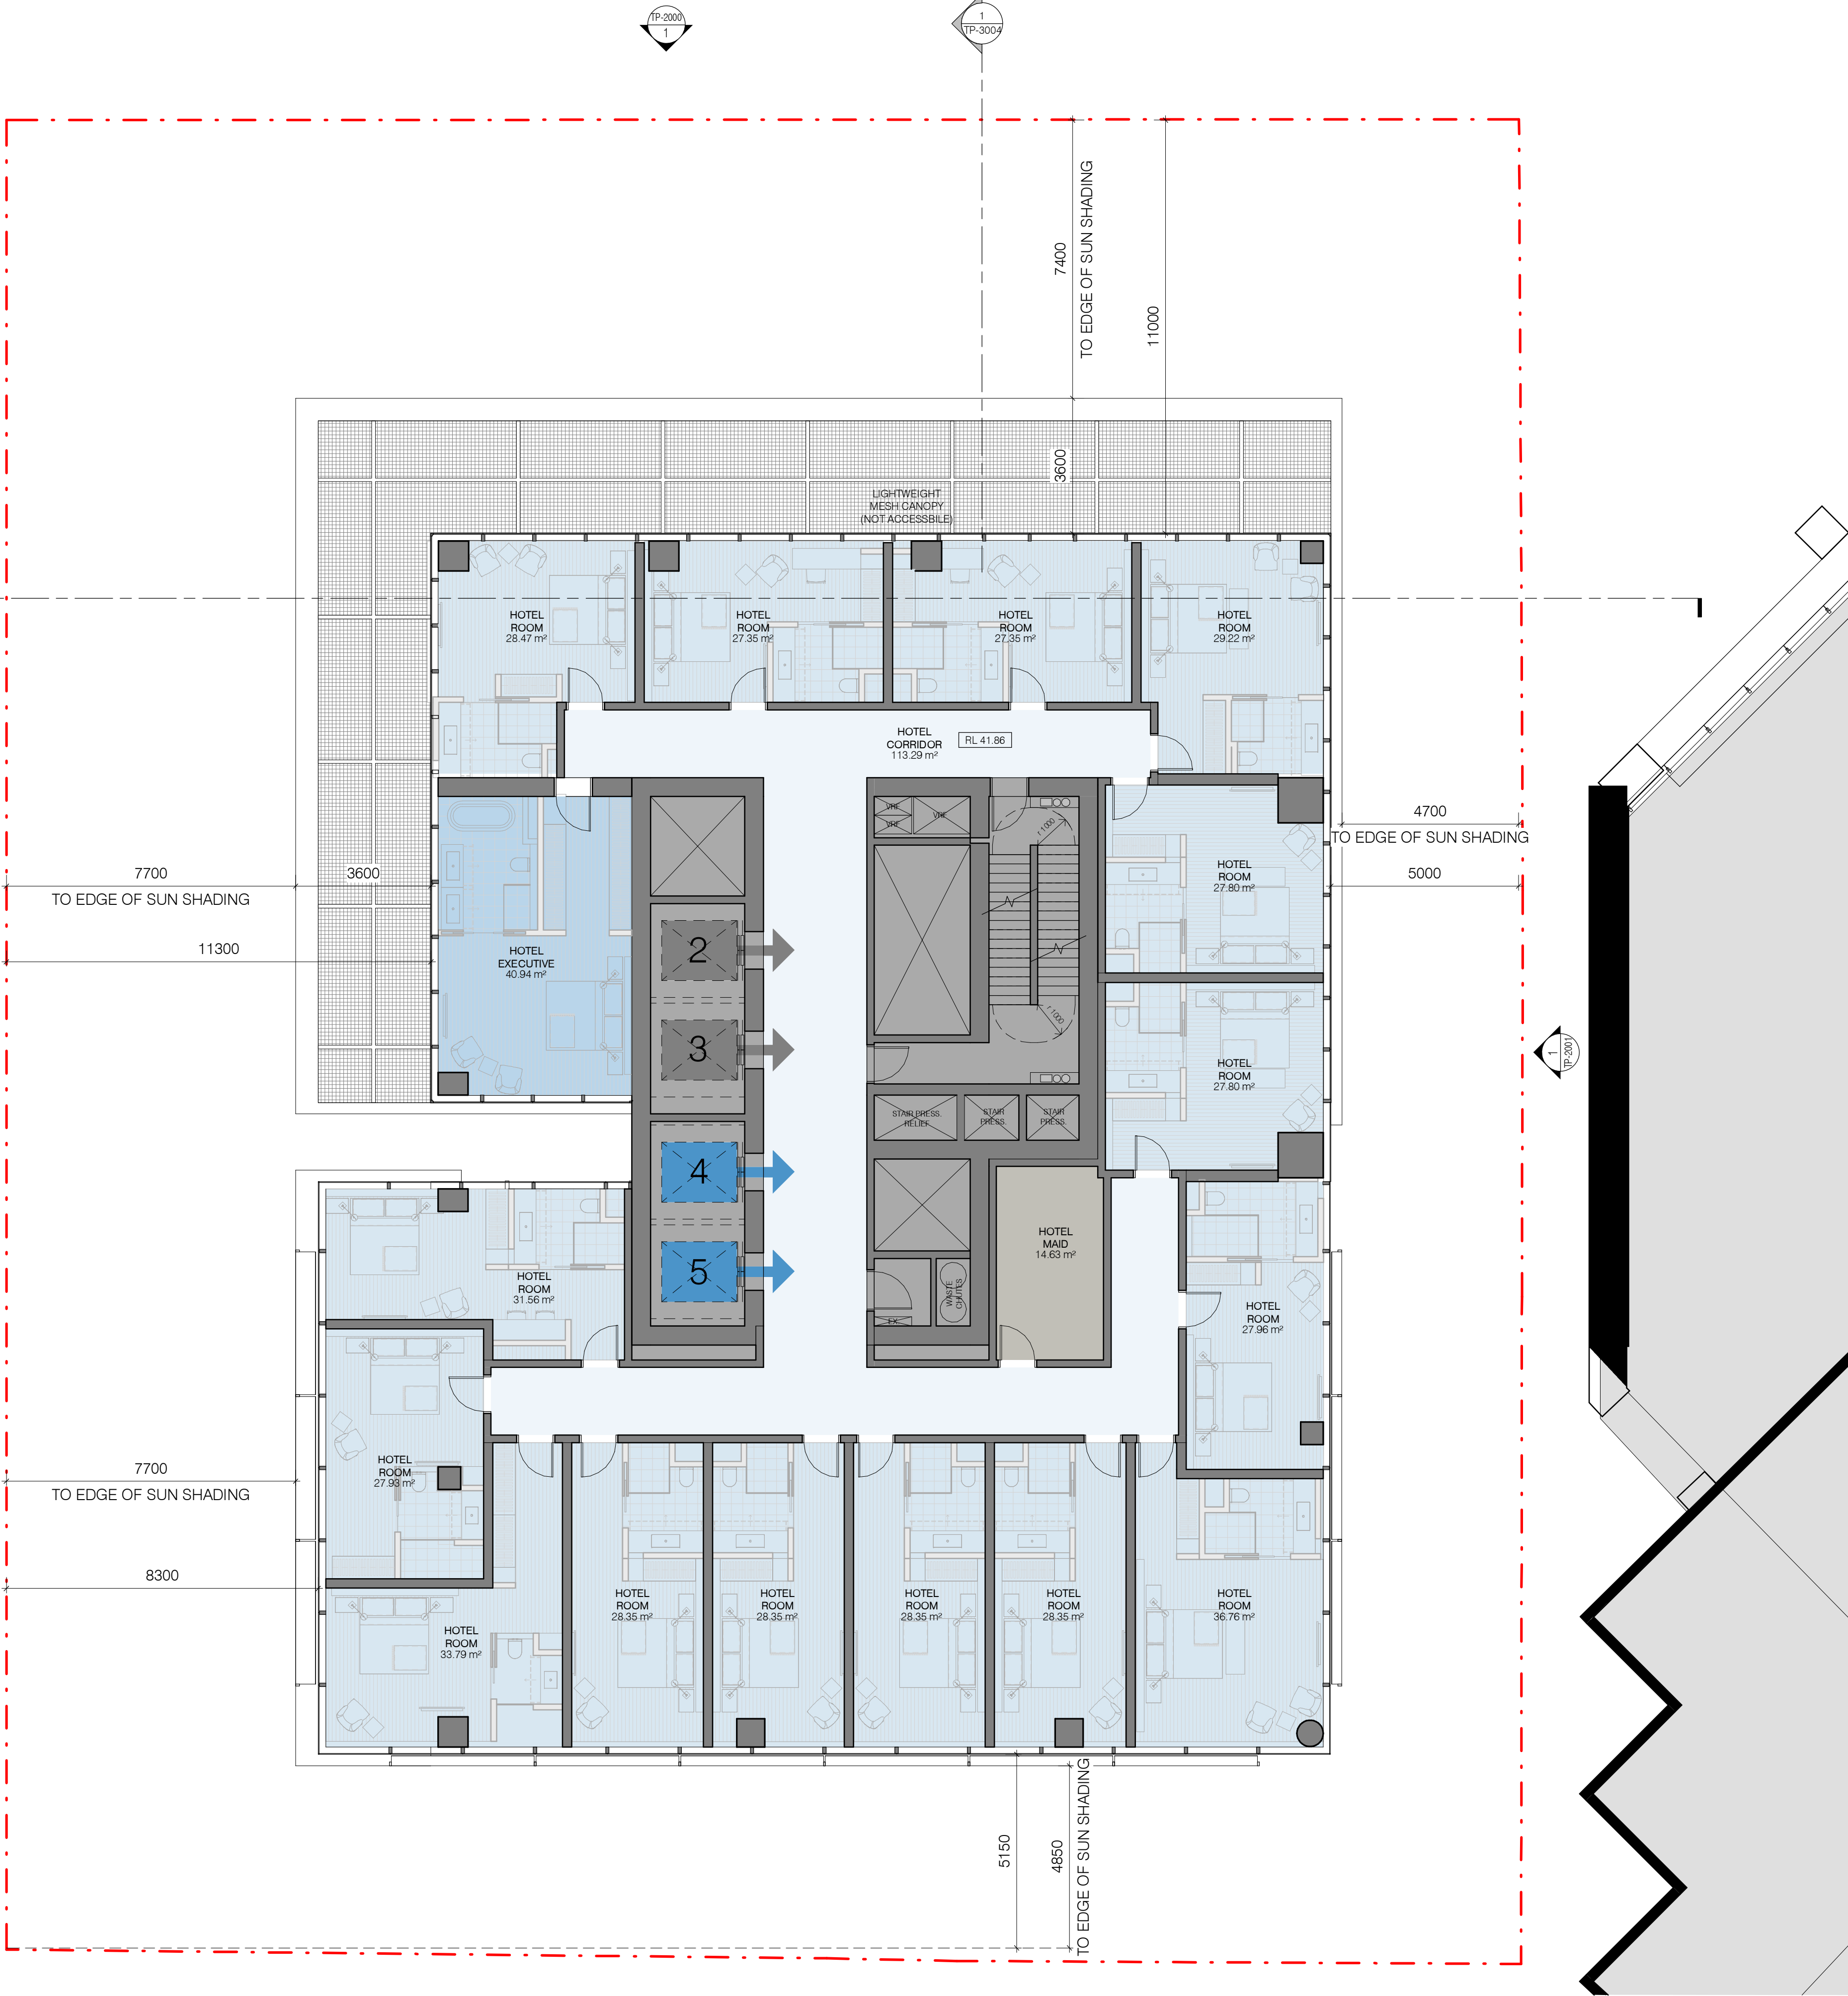 TP-2000
1
1
TP-3004
7400
TO EDGE OF SUN SHADING
11000
3600
LIGHTWEIGHT
MESH CANOPY
(NOT ACCESSBILE)
HOTEL
ROOM
28.47 m²
HOTEL
ROOM
27.35 m²
HOTEL
ROOM
27.35 m²
HOTEL
ROOM
29.22 m²
HOTEL
CORRIDOR
113.29 m²
RL 41.86
VRF
VRF
VRF
r 1000
4700
TO EDGE OF SUN SHADING
5000
7700
3600
TO EDGE OF SUN SHADING
11300
HOTEL
EXECUTIVE
40.94 m²
2
3
4
5
N
N
r 1000
HOTEL
ROOM
27.80 m²
HOTEL
ROOM
27.80 m²
1
TP-2001
STAIR PRESS.
RELIEF
STAIR
PRESS.
STAIR
PRESS.
HOTEL
MAID
14.63 m²
WASTE
CHUTES
EX
HOTEL
ROOM
31.56 m²
HOTEL
ROOM
27.96 m²
HOTEL
ROOM
27.93 m²
7700
TO EDGE OF SUN SHADING
8300
HOTEL
ROOM
33.79 m²
HOTEL
ROOM
28.35 m²
HOTEL
ROOM
28.35 m²
HOTEL
ROOM
28.35 m²
HOTEL
ROOM
28.35 m²
HOTEL
ROOM
36.76 m²
5150
4850
TO EDGE OF SUN SHADING